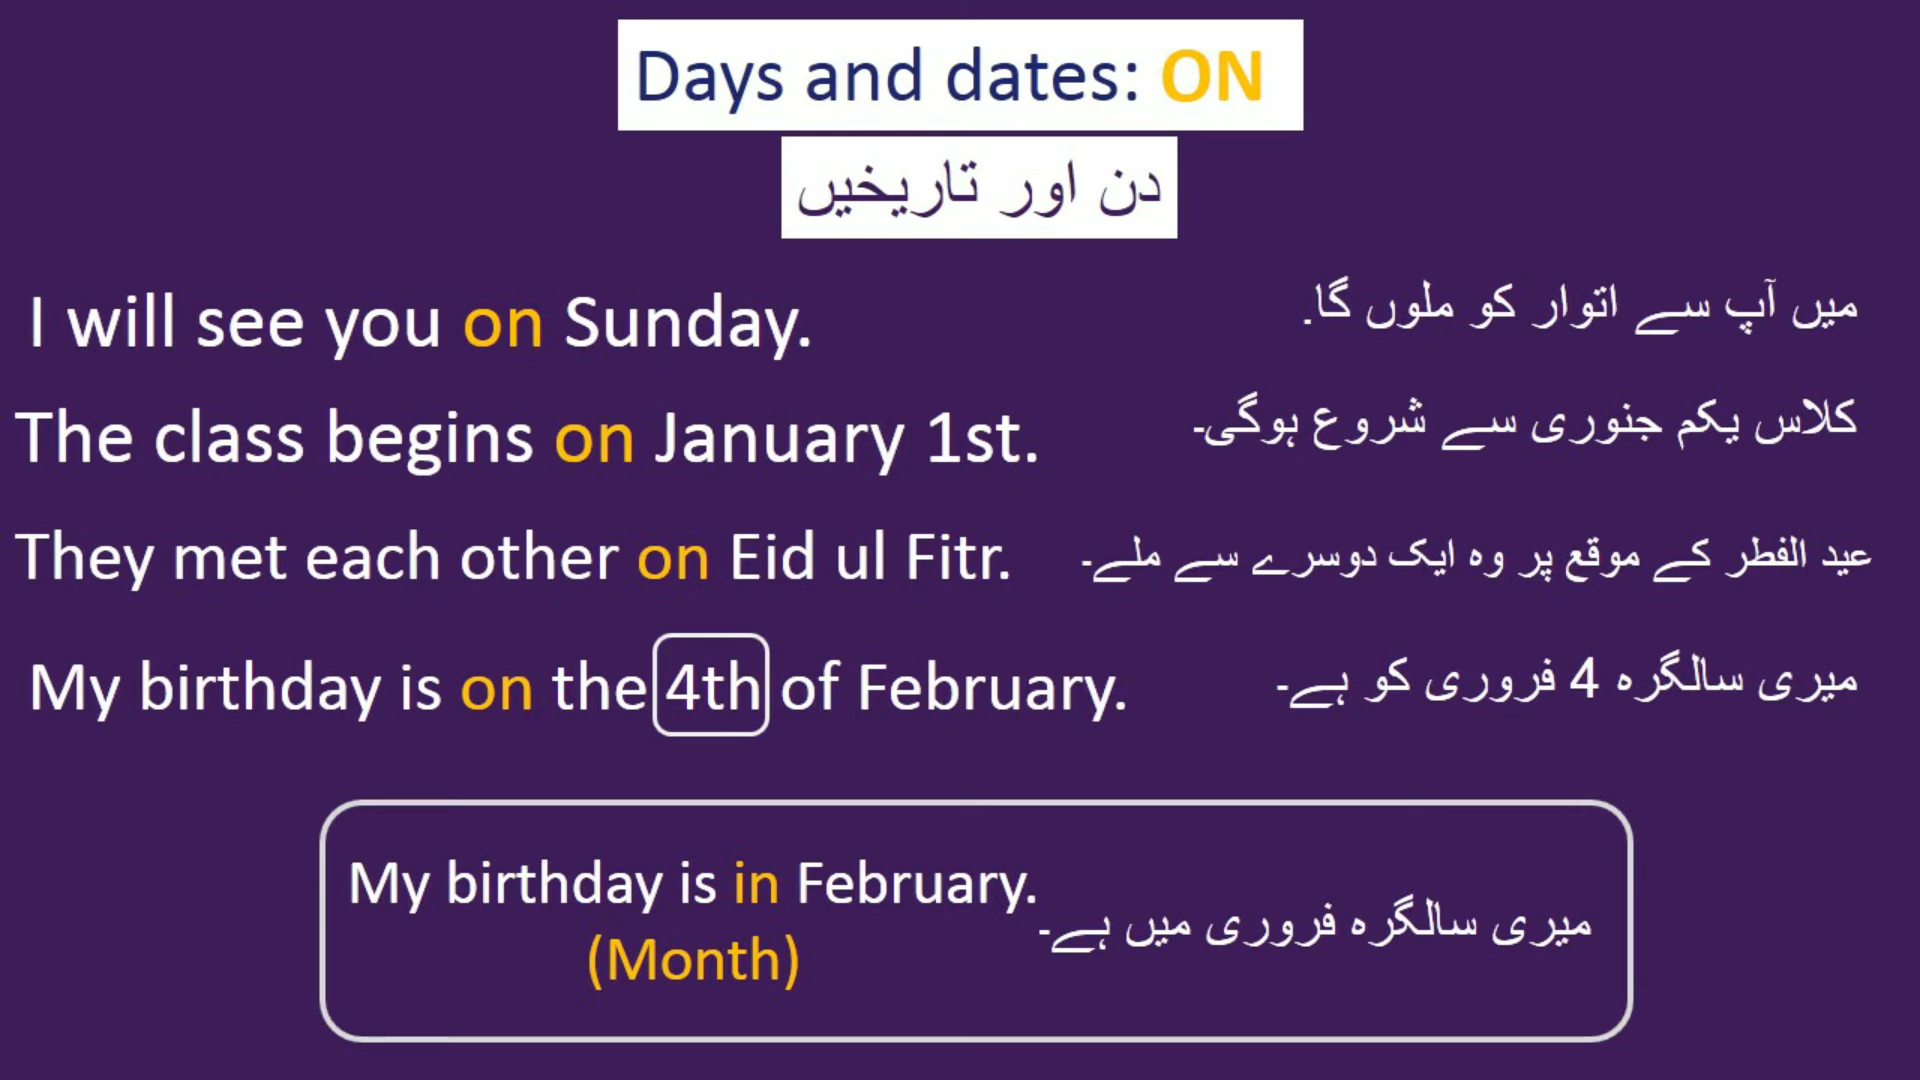 Days and dates: ON
دن اور تاریخیں
I will see you on Sunday.
میں آپ سے اتوار کو ملوں گا.
The class begins on January 1st.
کلاس یکم جنوری سے شروع ہوگی۔
They met each other on Eid ul Fitr.
عید الفطر کے موقع پر وہ ایک دوسرے سے ملے۔
My birthday is on the 4th of February.
میری سالگرہ 4 فروری کو ہے۔
My birthday is in February.
میری سالگرہ فروری میں ہے۔
(Month)